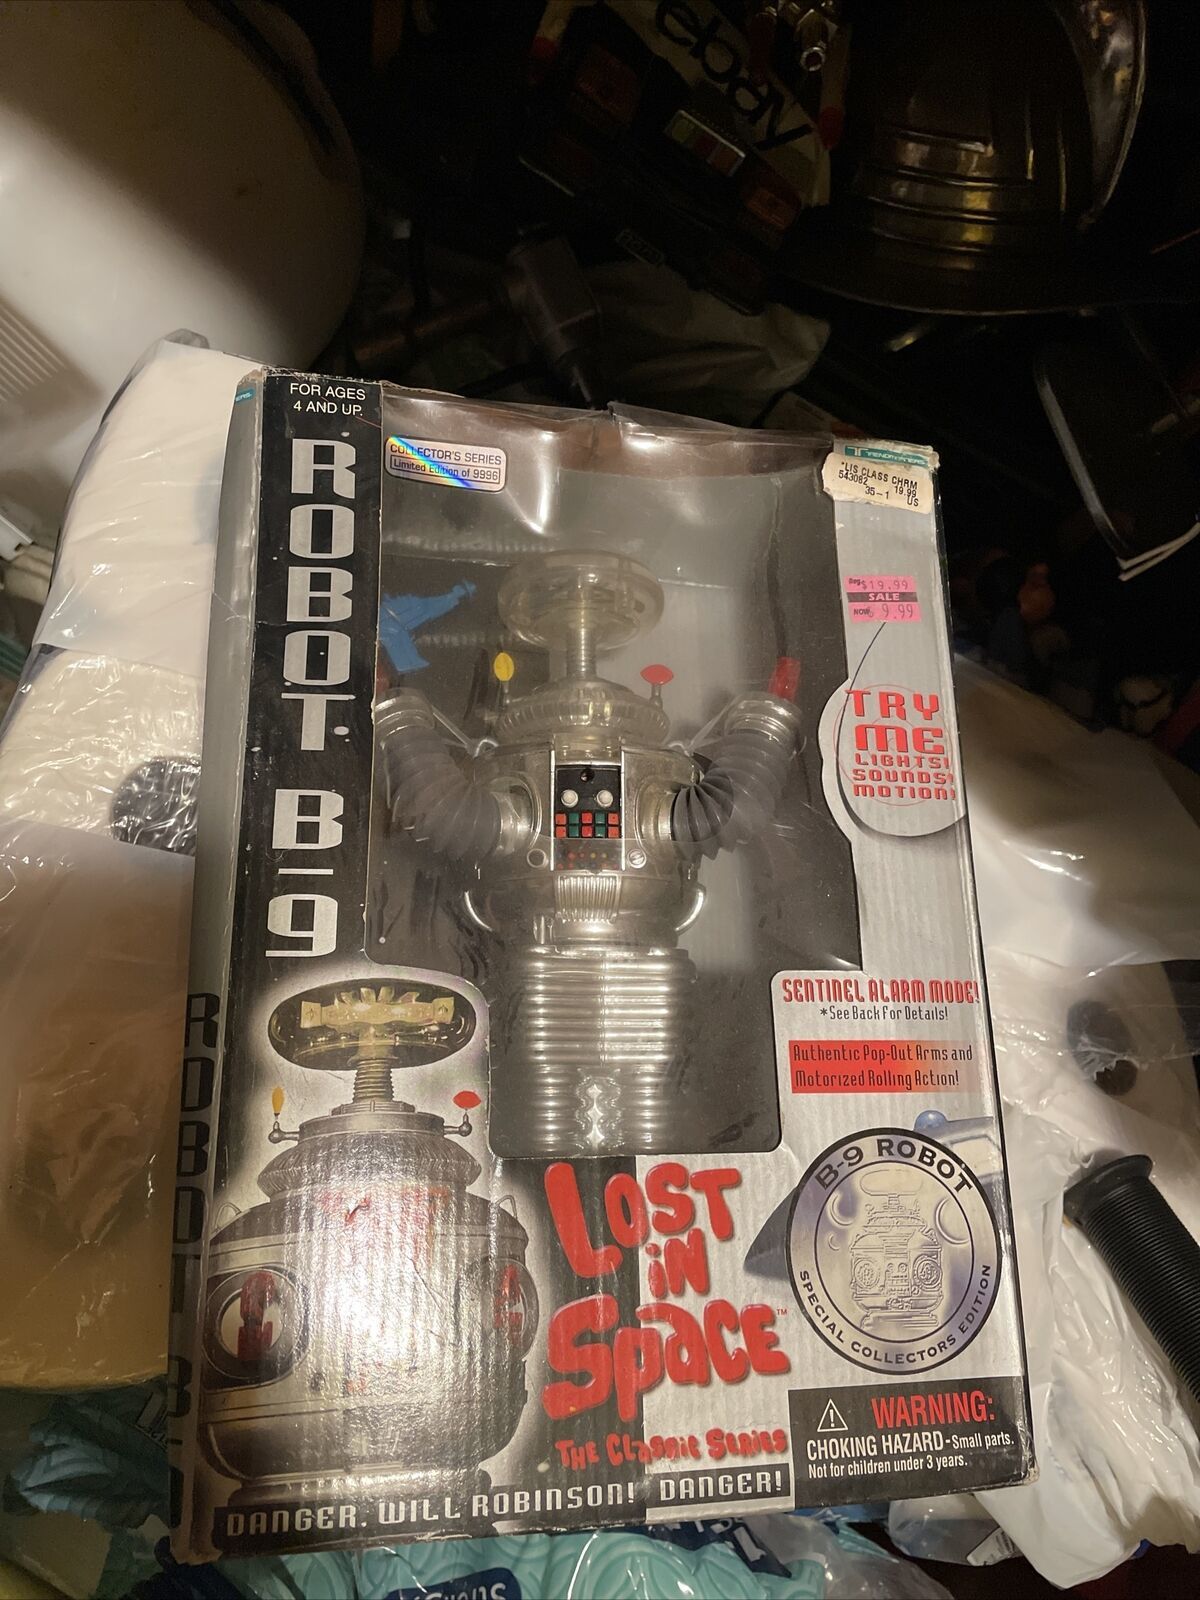 ebay
FOR AGES
4 AND UP.
ROBOT B-9
COLLECTOR'S SERIES
Limited Edition of 9996
TRENDMASTERS
*LIS CLASS CHRM
543082 19.99
35-1 US
Reg $19.99
SALE
NOW 9.99
TRY
ME
LIGHTS!
SOUNDS!
MOTION!
SENTINEL ALARM MODE!
*See Back For Details!
Authentic Pop-Out Arms and
Motorized Rolling Action!
B-9 ROBOT
SPECIAL COLLECTORS EDITION
LOST
iN
SPaCE™
THE CLaSSiC SERiES
WARNING:
CHOKING HAZARD-Small parts.
Not for children under 3 years.
DANGER, WILL ROBINSON! DANGER!
ROBOT B-9